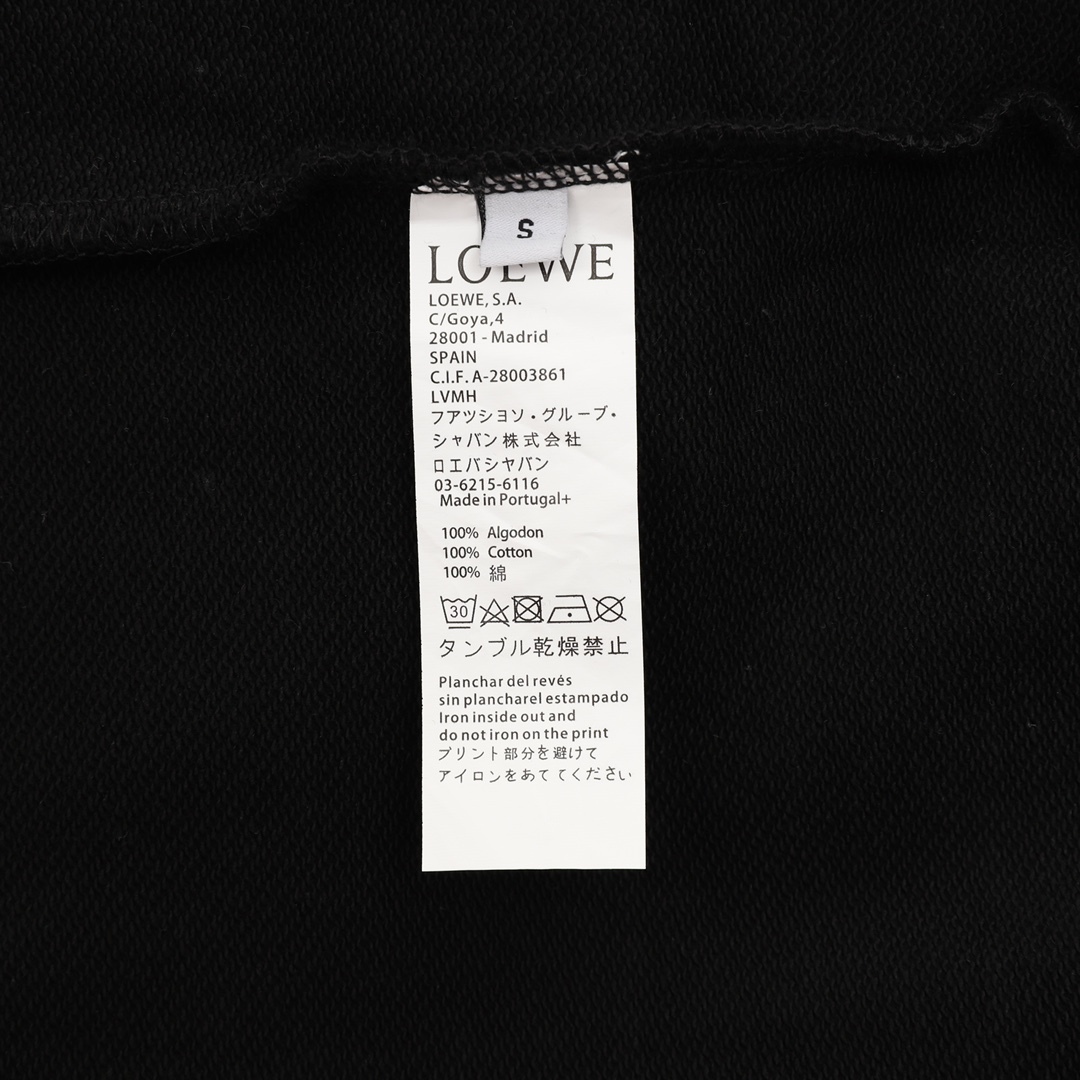 S
LOEWE
LOEWE, S.A.
C/Goya,4
28001 - Madrid
SPAIN
C.I.F. A-28003861
LVMH
フアツシヨソ・グループ・
シャバン株式会社
ロエバシヤバン
03-6215-6116
Made in Portugal+
100% Algodon
100% Cotton
100% 綿
30
タンブル乾燥禁止
Planchar del revés
sin plancharel estampado
Iron inside out and
do not iron on the print
プリント部分を避けて
アイロンをあててください